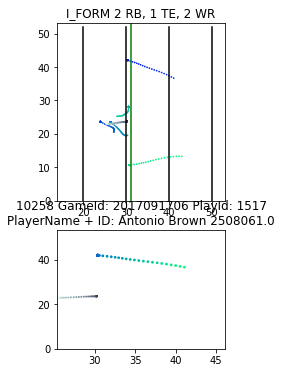 I_FORM 2 RB, 1 TE, 2 WR
50
40
30
20
10
0
20 30 40 50
10258 GameId: 2017091706 PlayId: 1517
PlayerName + ID: Antonio Brown 2508061.0
40
20
0
30 35 40 45